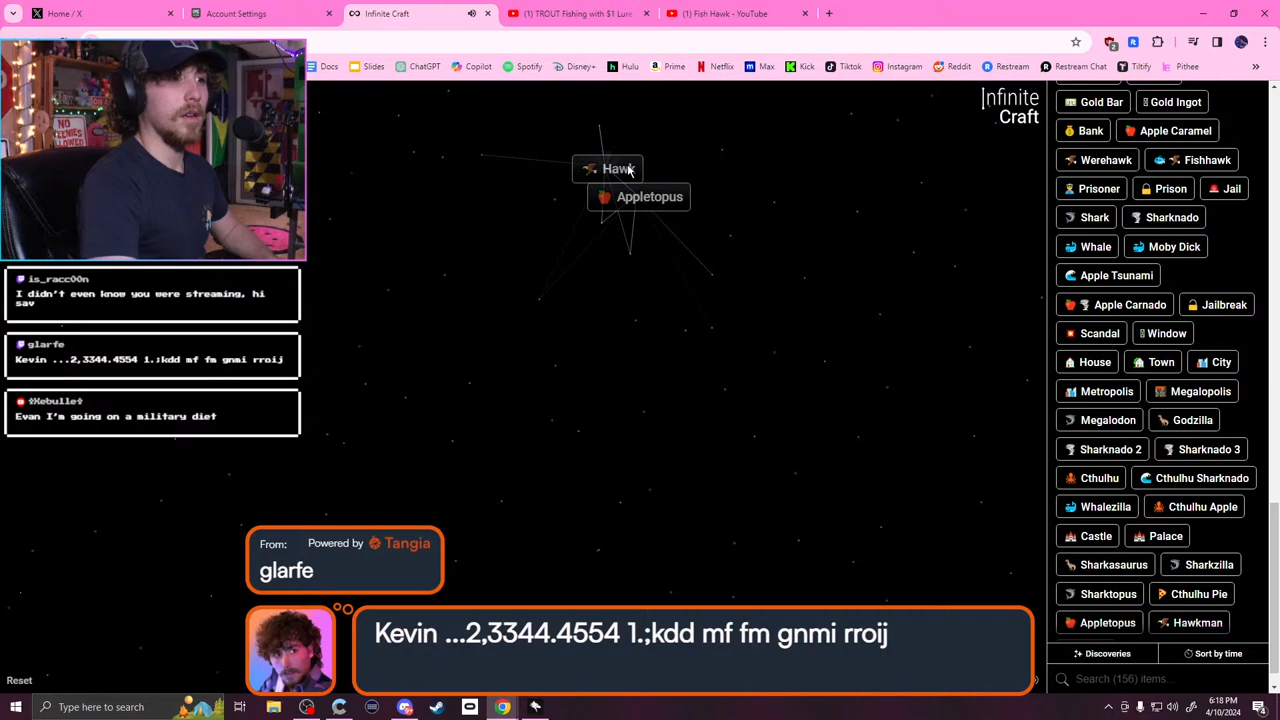 Home / X
Account Settings
Infinite Craft
(1) TROUT Fishing with $1 Lure
(1) Fish Hawk - YouTube
Docs
Slides
ChatGPT
Copilot
Spotify
Disney+
Hulu
Prime
Netflix
Max
Kick
Tiktok
Instagram
Reddit
Restream
Restream Chat
Tiltify
Pithee
NO
WEENIES
ALLOWED
Infinite
Craft
Hawk
Appletopus
Gold Bar
Gold Ingot
Bank
Apple Caramel
Werehawk
Fishhawk
Prisoner
Prison
Jail
Shark
Sharknado
Whale
Moby Dick
Apple Tsunami
Apple Carnado
Jailbreak
Scandal
Window
House
Town
City
Metropolis
Megalopolis
Megalodon
Godzilla
Sharknado 2
Sharknado 3
Cthulhu
Cthulhu Sharknado
Whalezilla
Cthulhu Apple
Castle
Palace
Sharkasaurus
Sharkzilla
Sharktopus
Cthulhu Pie
Appletopus
Hawkman
Discoveries
Sort by time
Search (156) items...
is_racc00n
I didn't even know you were streaming, hi
sav
glarfe
Kevin ...2,3344.4554 1.;kdd mf fm gnmi rroij
†Xebulle†
Evan I'm going on a military diet
From:
Powered by
Tangia
glarfe
Kevin ...2,3344.4554 1.;kdd mf fm gnmi rroij
Reset
Type here to search
6:18 PM
4/10/2024